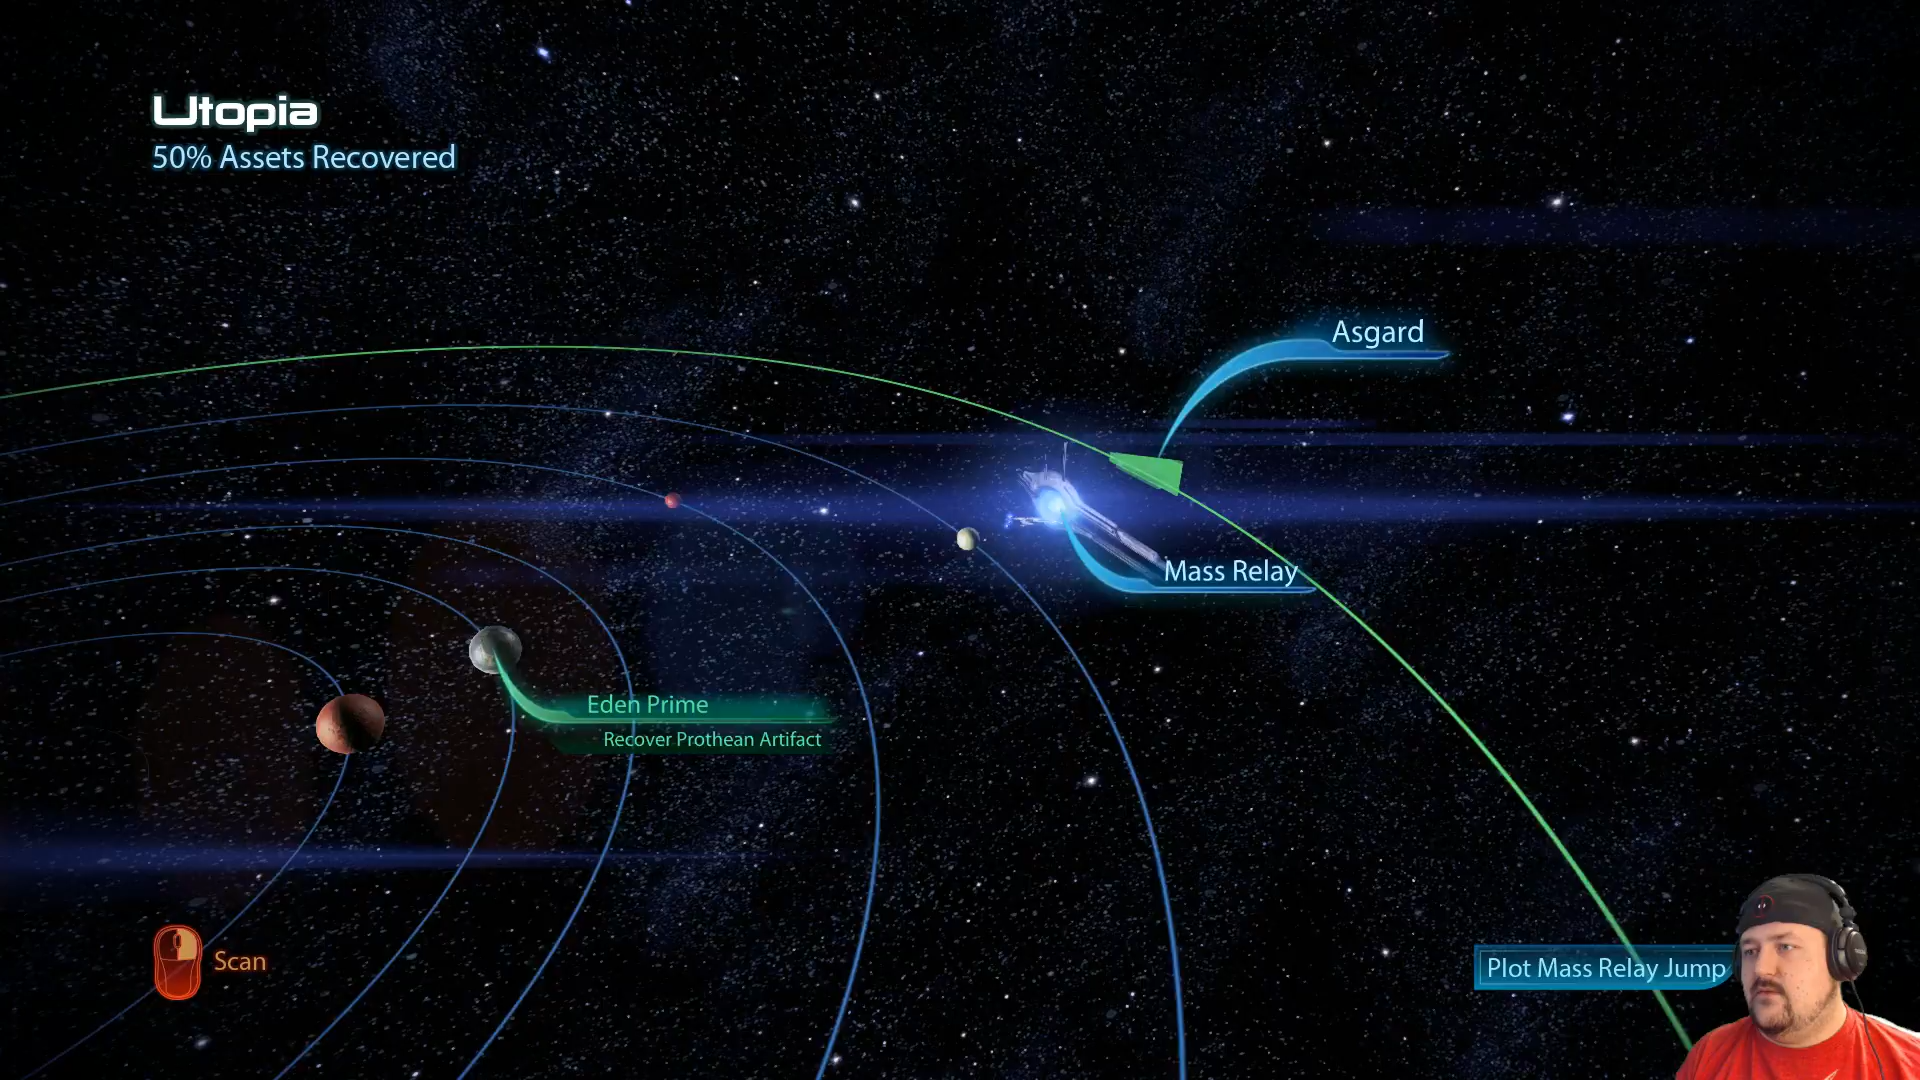 Utopia
50% Assets Recovered
Asgard
Mass Relay
Eden Prime
Recover Prothean Artifact
Scan
Plot Mass Relay Jump